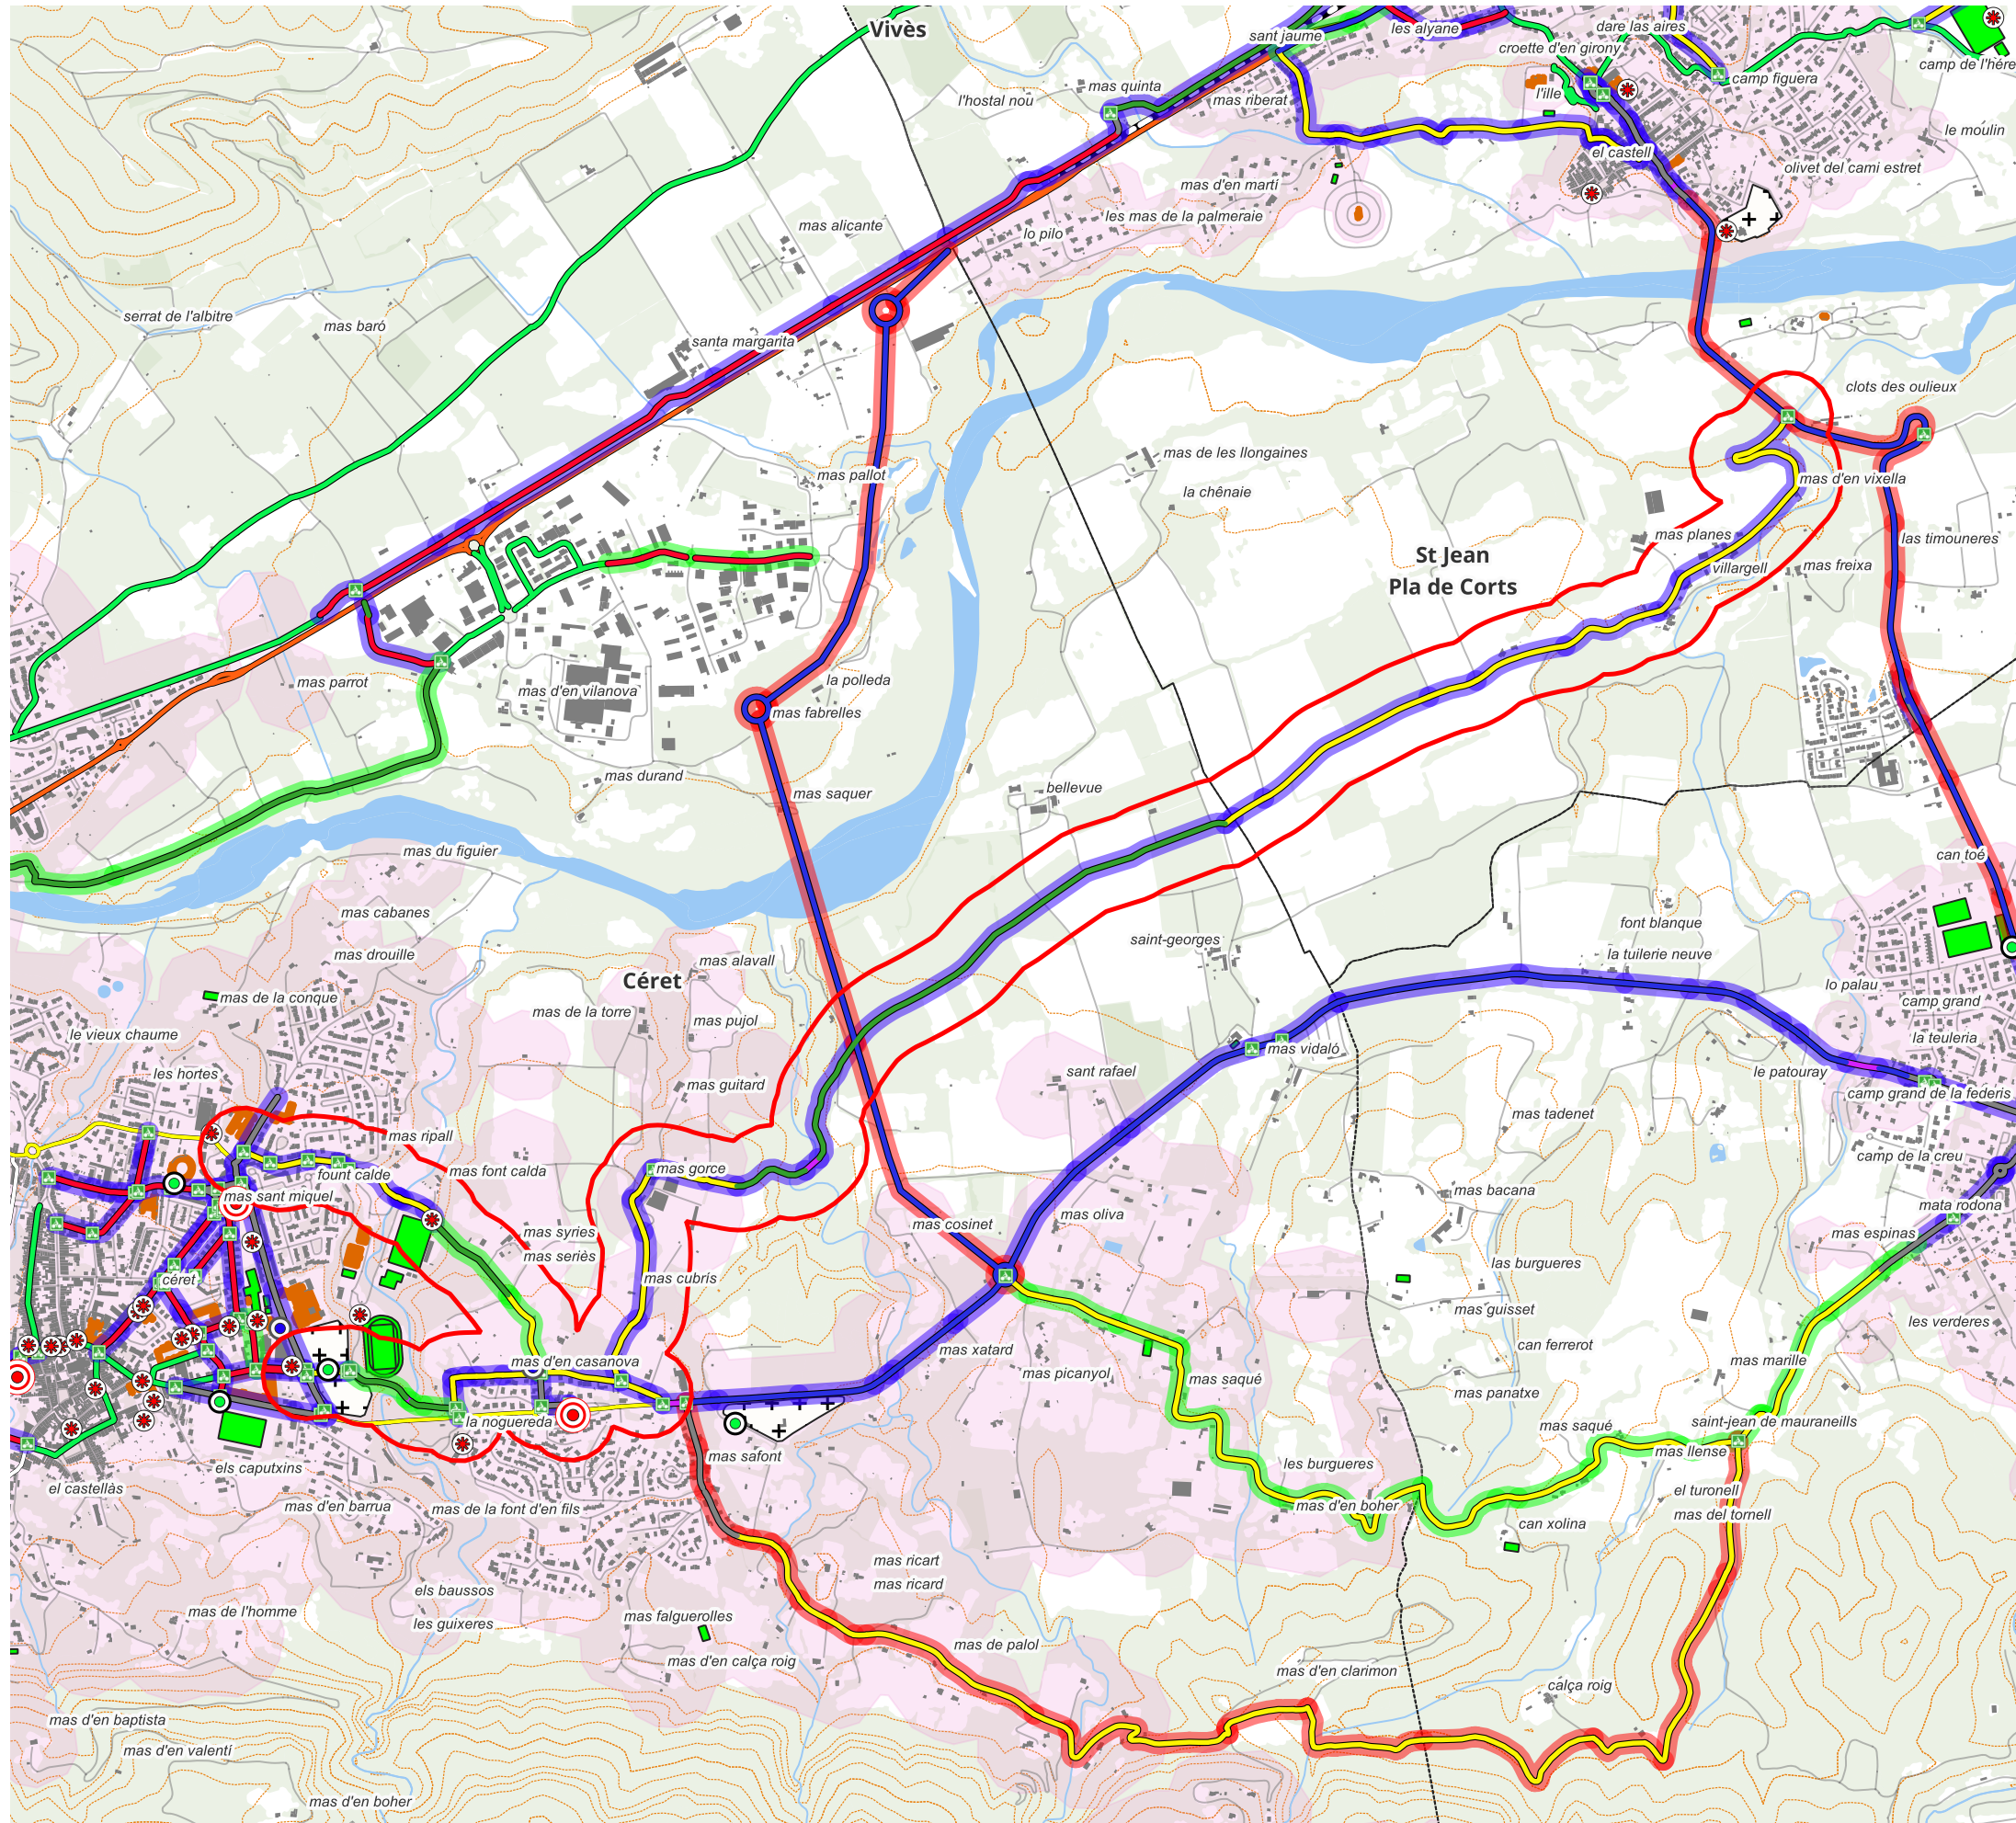 Vivès
sant jaume
les alyane
dare las aires
croette d'en girony
camp de l'hére
camp figuera
mas quinta
l'hostal nou
mas riberat
l'ille
le moulin
el castell
olivet del cami estret
mas d'en martí
les mas de la palmeraie
mas alicante
lo pilo
serrat de l'albitre
mas baró
santa margarita
clots des oulieux
mas de les llongaines
mas pallot
mas d'en vixella
la chênaie
mas planes
las timouneres
St Jean
Pla de Corts
villargell
mas freixa
la polleda
mas parrot
mas d'en vilanova
mas fabrelles
mas durand
mas saquer
bellevue
mas du figuier
can toé
mas cabanes
font blanque
saint-georges
la tuilerie neuve
mas drouille
mas alavall
Céret
lo palau
mas de la conque
camp grand
mas de la torre
mas pujol
le vieux chaume
la teuleria
mas vidaló
les hortes
sant rafael
le patouray
mas guitard
camp grand de la federis
mas tadenet
mas ripall
camp de la creu
mas font calda
mas gorce
fount calde
mas bacana
mas sant miquel
mata rodona
mas oliva
mas cosinet
mas syries
mas espinas
mas seriès
las burgueres
céret
mas cubris
mas guisset
les verderes
can ferrerot
mas xatard
mas d'en casanova
mas marille
mas picanyol
mas saqué
mas panatxe
la noguereda
saint-jean de mauraneills
mas saqué
mas safont
mas llense
els caputxins
les burgueres
el castellàs
el turonell
mas d'en barrua
mas de la font d'en fils
mas d'en boher
mas del tornell
can xolina
mas ricart
mas ricard
els baussos
mas de l'homme
mas falguerolles
les guixeres
mas de palol
mas d'en calça roig
mas d'en clarimon
calça roig
mas d'en baptista
mas d'en valentí
mas d'en boher